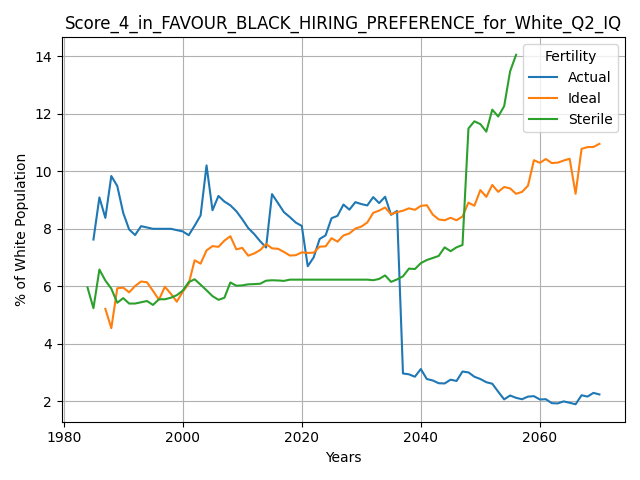 Score_4_in_FAVOUR_BLACK_HIRING_PREFERENCE_for_White_Q2_IQ
Fertility
Actual
Ideal
Sterile
% of White Population
14
12
10
8
6
4
2
1980 2000 2020 2040 2060
Years